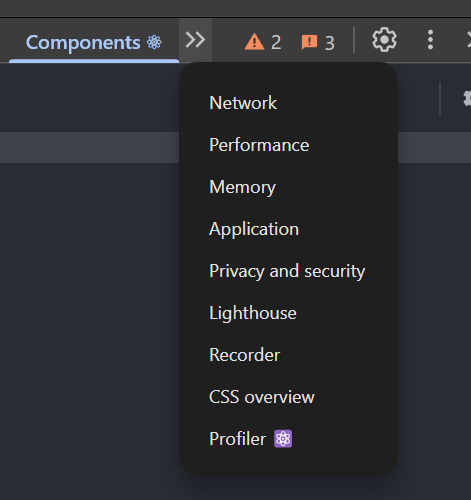 Components ⚛
2
3
Network
Performance
Memory
Application
Privacy and security
Lighthouse
Recorder
CSS overview
Profiler ⚛